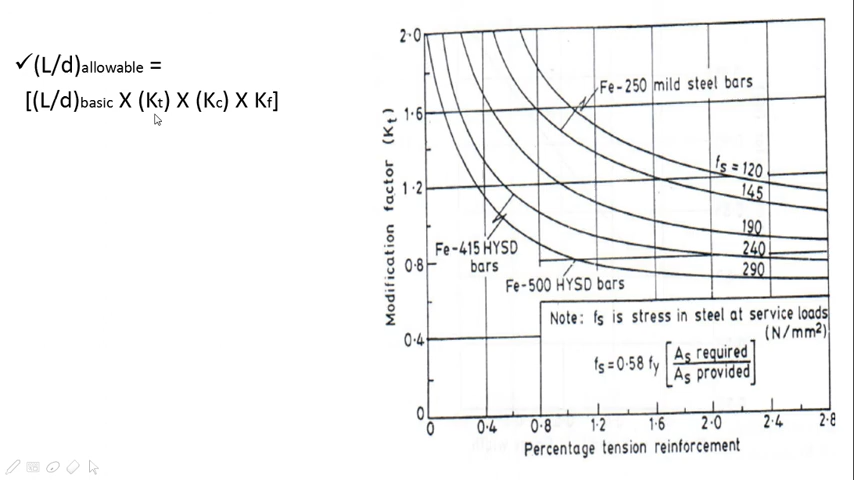 ✓(L/d)allowable =
[(L/d)basic X (Kt) X (Kc) X Kf]
Modification factor (Kt)
2·0
1·6
1·2
0·8
0·4
0
Fe-250 mild steel bars
fs = 120
145
190
240
290
Fe-415 HYSD
bars
Fe-500 HYSD bars
Note: fs is stress in steel at service loads
(N/mm²)
fs = 0·58 fy [As required / As provided]
0 0·4 0·8 1·2 1·6 2·0 2·4 2·8
Percentage tension reinforcement